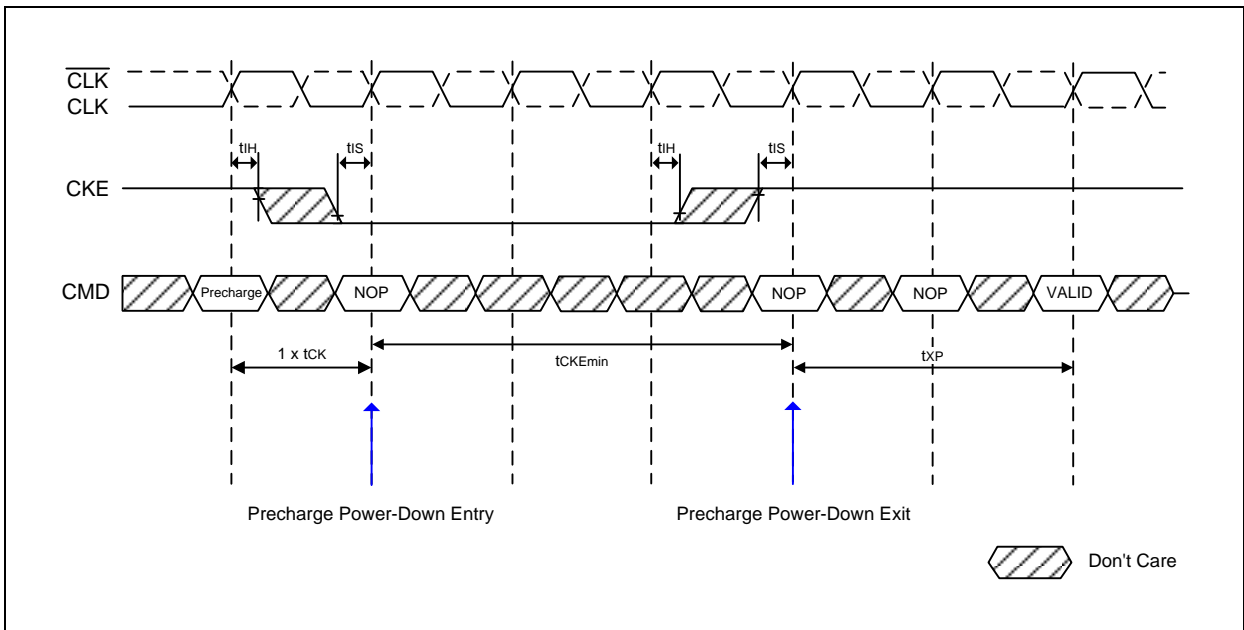 CLK
CLK
tIH tIS tIH tIS
CKE
CMD Precharge NOP NOP NOP VALID
1 x tCK tCKEmin tXP
Precharge Power-Down Entry Precharge Power-Down Exit
Don't Care